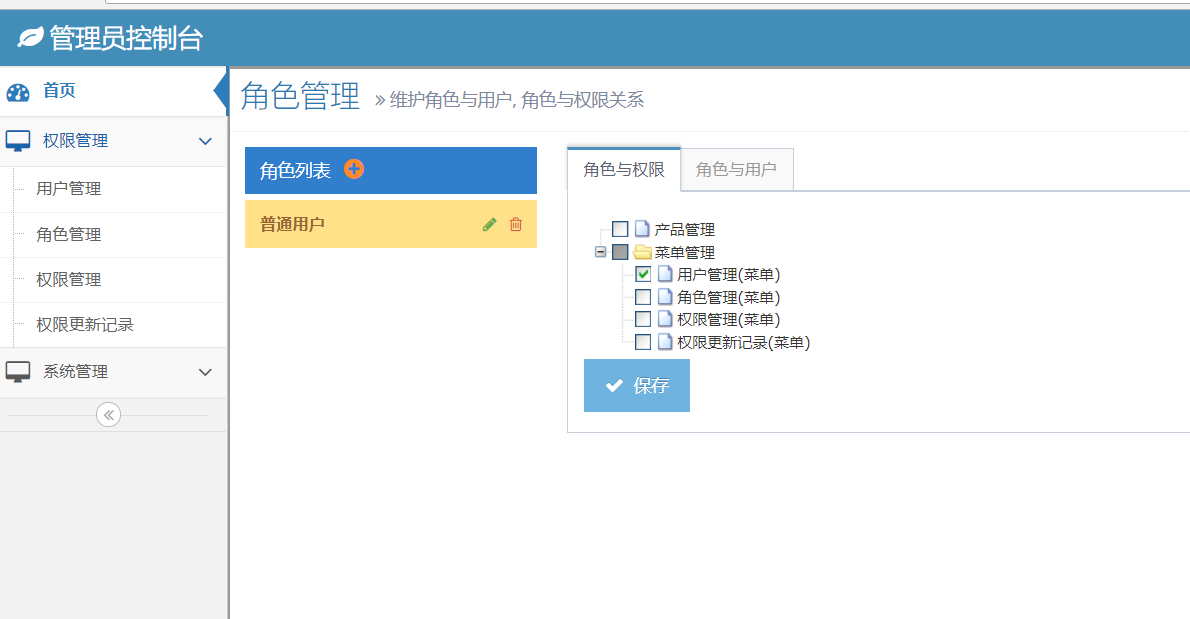 管理员控制台
首页
权限管理
用户管理
角色管理
权限管理
权限更新记录
系统管理
角色管理 » 维护角色与用户, 角色与权限关系
角色列表
普通用户
角色与权限 角色与用户
产品管理
菜单管理
用户管理(菜单)
角色管理(菜单)
权限管理(菜单)
权限更新记录(菜单)
保存